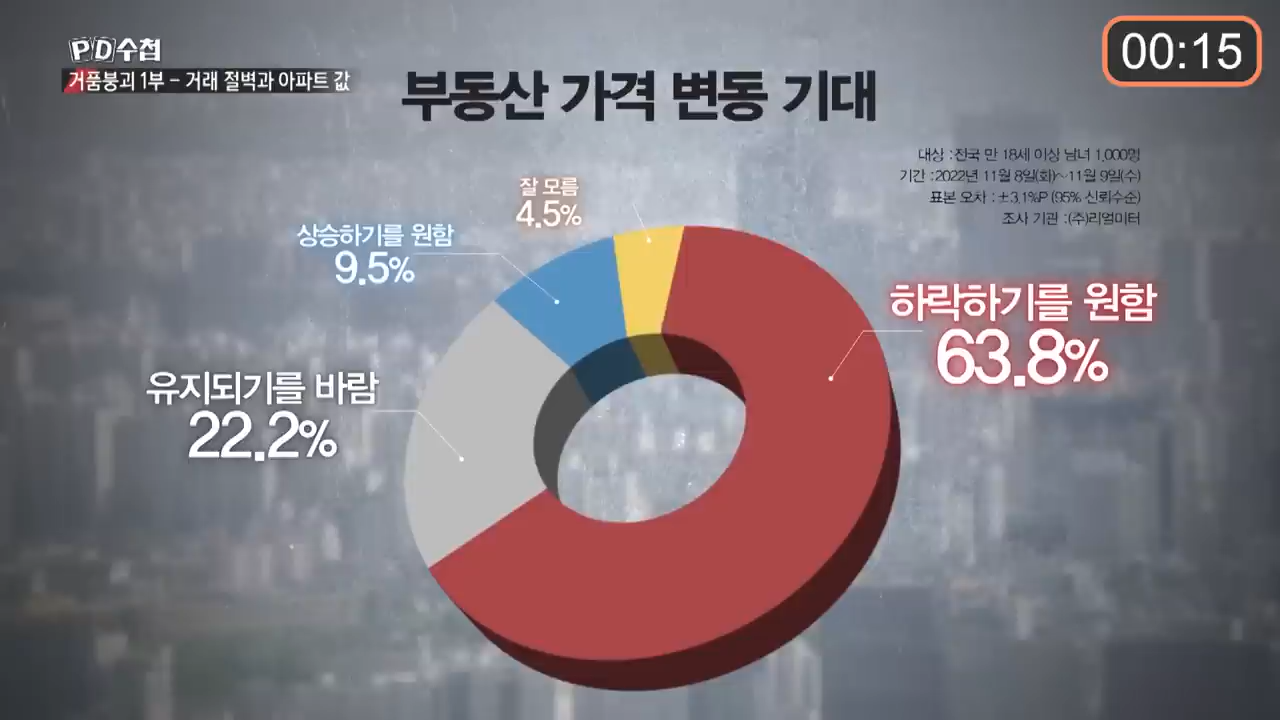 PD수첩
거품붕괴 1부 - 거래 절벽과 아파트 값
00:15
부동산 가격 변동 기대
대상 : 전국 만 18세 이상 남녀 1,000명
기간 : 2022년 11월 8일(화)~11월 9일(수)
표본 오차 : ±3.1%P (95% 신뢰수준)
조사 기관 : (주)리얼미터
잘 모름
4.5%
상승하기를 원함
9.5%
하락하기를 원함
63.8%
유지되기를 바람
22.2%